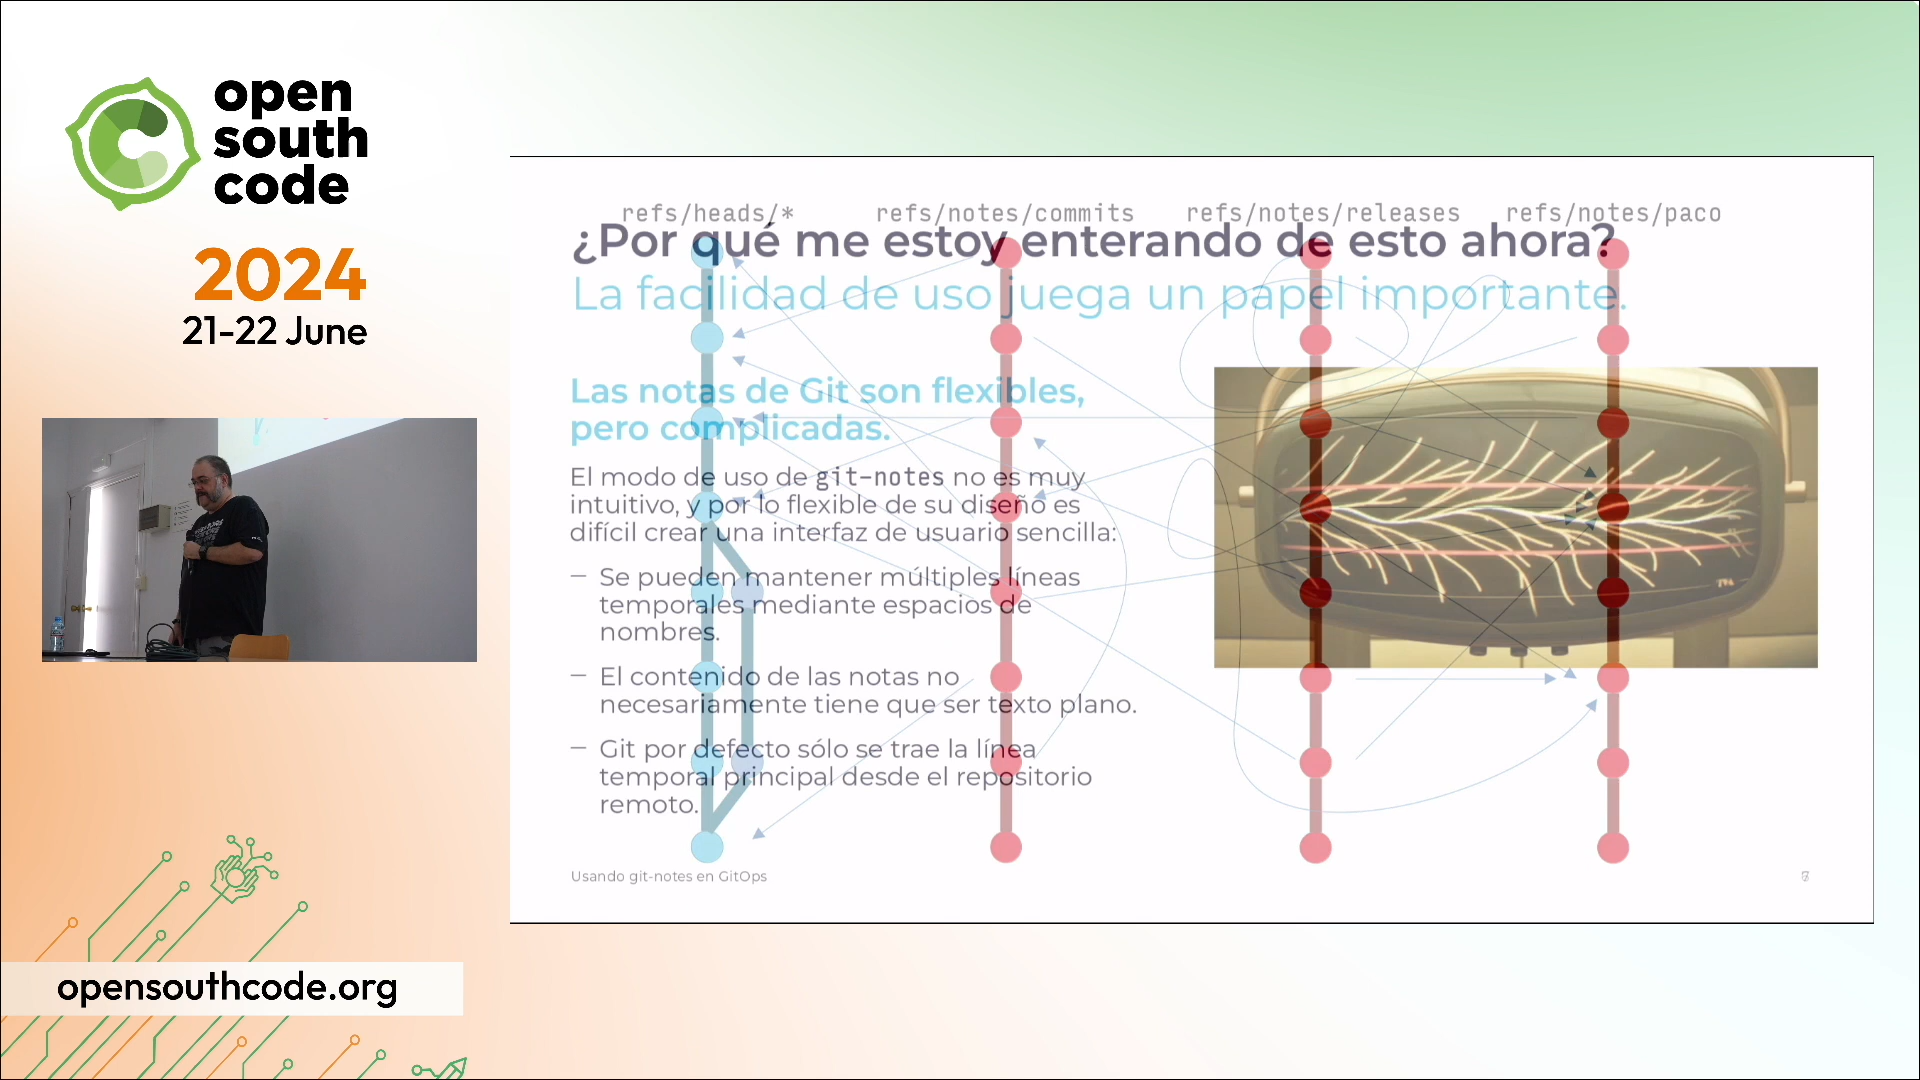 open
south
code
2024
21-22 June
opensouthcode.org
refs/heads/* refs/notes/commits refs/notes/releases refs/notes/paco
¿Por qué me estoy enterando de esto ahora?
La facilidad de uso juega un papel importante.
Las notas de Git son flexibles,
pero complicadas.
El modo de uso de git-notes no es muy
intuitivo, y por lo flexible de su diseño es
difícil crear una interfaz de usuario sencilla:
– Se pueden mantener múltiples líneas
temporales mediante espacios de
nombres.
– El contenido de las notas no
necesariamente tiene que ser texto plano.
– Git por defecto sólo se trae la línea
temporal principal desde el repositorio
remoto.
Usando git-notes en GitOps